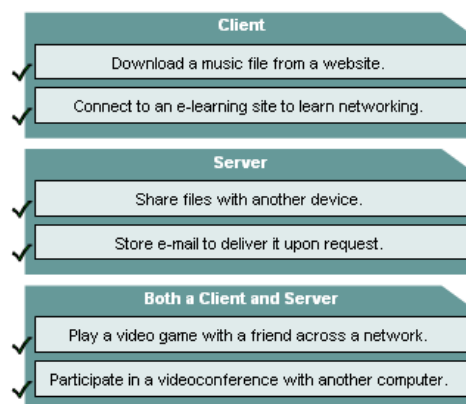 Client
Download a music file from a website.
Connect to an e-learning site to learn networking.
Server
Share files with another device.
Store e-mail to deliver it upon request.
Both a Client and Server
Play a video game with a friend across a network.
Participate in a videoconference with another computer.